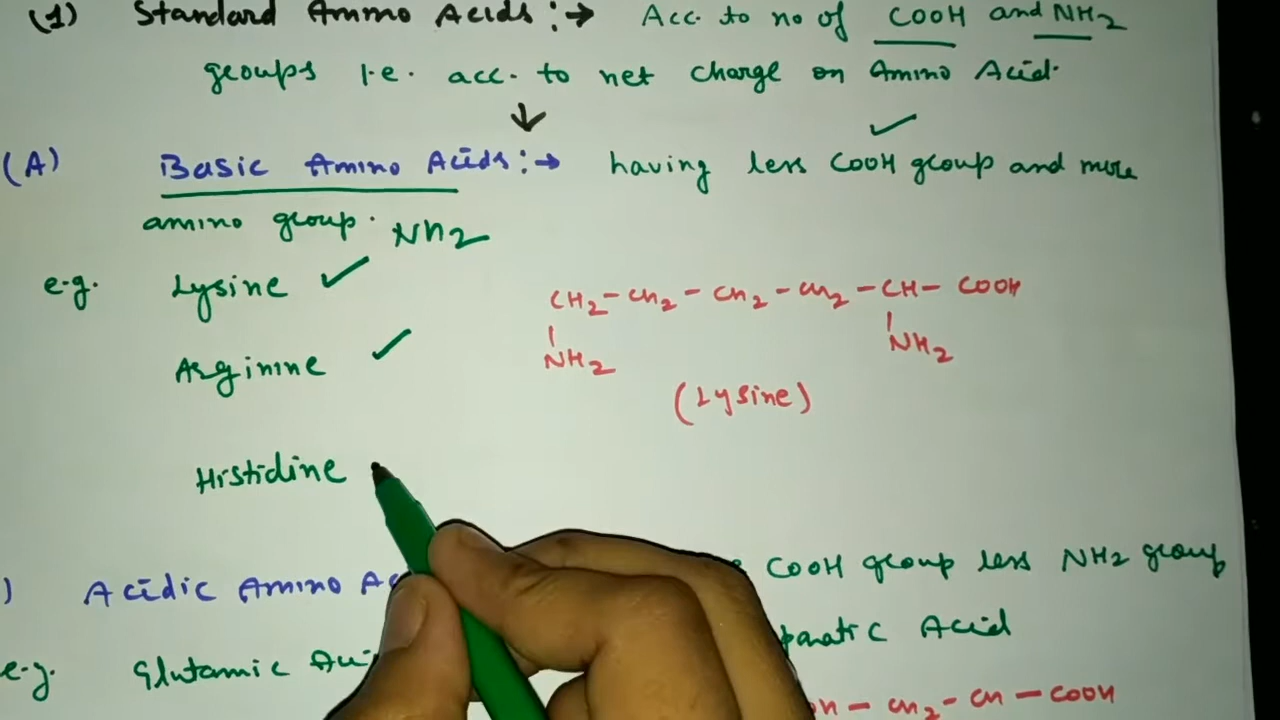 (1) Standard Amino Acids :→ Acc. to no of COOH and NH2
groups i.e. acc. to net charge on Amino Acid.
(A) Basic Amino Acids :→ having less COOH group and more
amino group. NH2
e.g. Lysine
CH2 - CH2 - CH2 - CH2 - CH - COOH
NH2 NH2
Arginine
(Lysine)
Histidine
) Acidic Amino COOH group less NH2 group
e.g. Glutamic Acid
- CH2 - CH - COOH